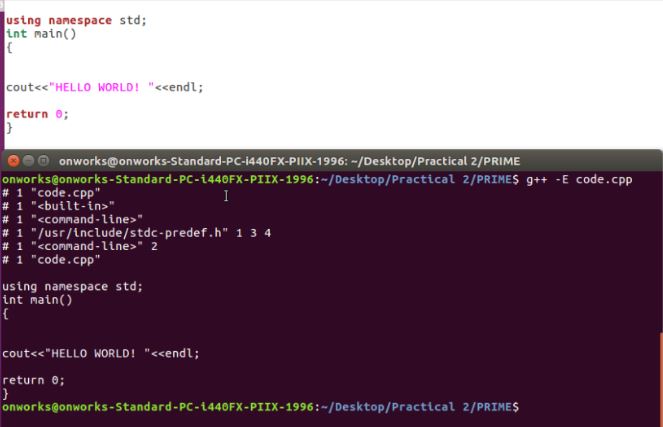 using namespace std;
int main()
{
cout<<"HELLO WORLD! "<<endl;
return 0;
}
onworks@onworks-Standard-PC-i440FX-PIIX-1996: ~/Desktop/Practical 2/PRIME
onworks@onworks-Standard-PC-i440FX-PIIX-1996:~/Desktop/Practical 2/PRIME$ g++ -E code.cpp
# 1 "code.cpp"
# 1 "<built-in>"
# 1 "<command-line>"
# 1 "/usr/include/stdc-predef.h" 1 3 4
# 1 "<command-line>" 2
# 1 "code.cpp"
using namespace std;
int main()
{
cout<<"HELLO WORLD! "<<endl;
return 0;
}
onworks@onworks-Standard-PC-i440FX-PIIX-1996:~/Desktop/Practical 2/PRIME$